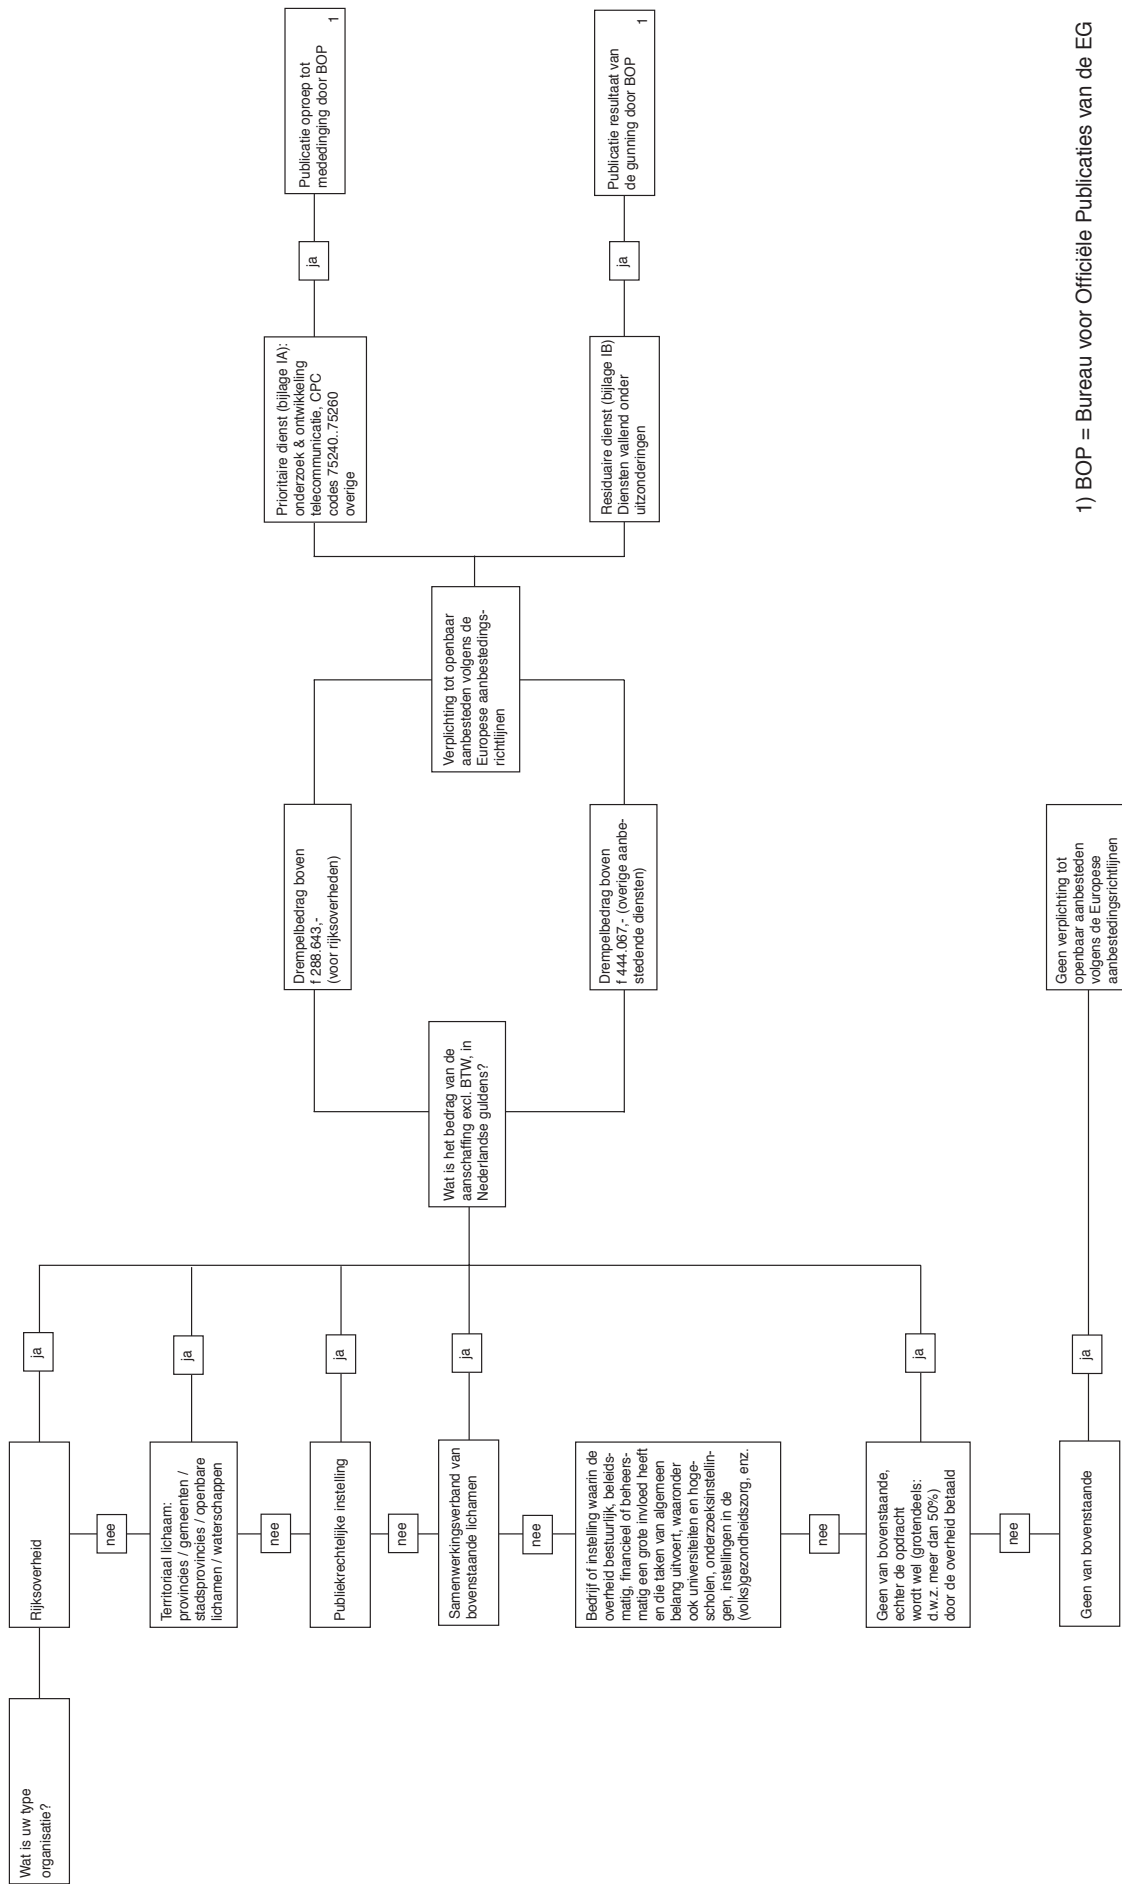 Wat is uw type
organisatie?
Rijksoverheid
ja
nee
Territoriaal lichaam:
provincies / gemeenten /
stadsprovincies / openbare
lichamen / waterschappen
ja
nee
Publiekrechtelijke instelling
ja
nee
Samenwerkingsverband van
bovenstaande lichamen
ja
nee
Bedrijf of instelling waarin de
overheid bestuurlijk, beleids-
matig, financieel of beheers-
matig een grote invloed heeft
en die taken van algemeen
belang uitvoert, waaronder
ook universiteiten en hoge-
scholen, onderzoeksinstellin-
gen, instellingen in de
(volks)gezondheidszorg, enz.
nee
Geen van bovenstaande,
echter de opdracht
wordt wel (grotendeels:
d.w.z. meer dan 50%)
door de overheid betaald
ja
nee
Geen van bovenstaande
ja
Wat is het bedrag van de
aanschaffing excl. BTW, in
Nederlandse guldens?
Drempelbedrag boven
f 288.643,-
(voor rijksoverheden)
Drempelbedrag boven
f 444.067,- (overige aanbe-
stedende diensten)
Geen verplichting tot
openbaar aanbesteden
volgens de Europese
aanbestedingsrichtlijnen
Verplichting tot openbaar
aanbesteden volgens de
Europese aanbestedings-
richtlijnen
Prioritaire dienst (bijlage IA):
onderzoek & ontwikkeling
telecommunicatie, CPC
codes 75240..75260
overige
ja
Publicatie oproep tot
mededinging door BOP
1
Residuaire dienst (bijlage IB)
Diensten vallend onder
uitzonderingen
ja
Publicatie resultaat van
de gunning door BOP
1
1) BOP = Bureau voor Officiële Publicaties van de EG